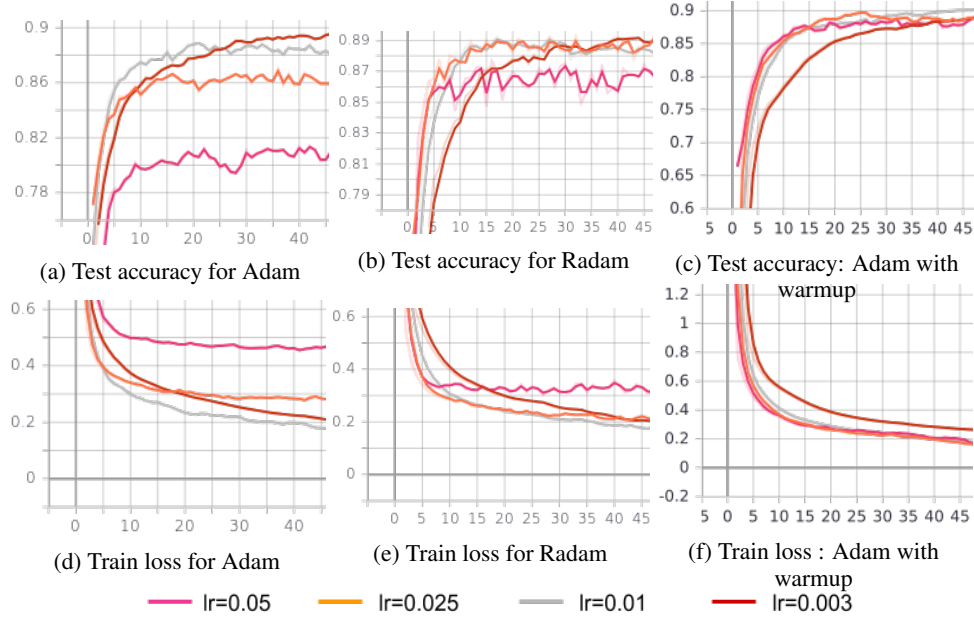 0.9
0.86
0.82
0.78
0 10 20 30 40
(a) Test accuracy for Adam
0.89
0.87
0.85
0.83
0.81
0.79
0 5 10 15 20 25 30 35 40 45
(b) Test accuracy for Radam
0.9
0.85
0.8
0.75
0.7
0.65
0.6
5 0 5 10 15 20 25 30 35 40 45
(c) Test accuracy: Adam with
warmup
0.6
0.4
0.2
0
0 10 20 30 40
(d) Train loss for Adam
0.6
0.4
0.2
0
0 5 10 15 20 25 30 35 40 45
(e) Train loss for Radam
1.2
1
0.8
0.6
0.4
0.2
0
-0.2
5 0 5 10 15 20 25 30 35 40 45
(f) Train loss : Adam with
warmup
lr=0.05 lr=0.025 lr=0.01 lr=0.003